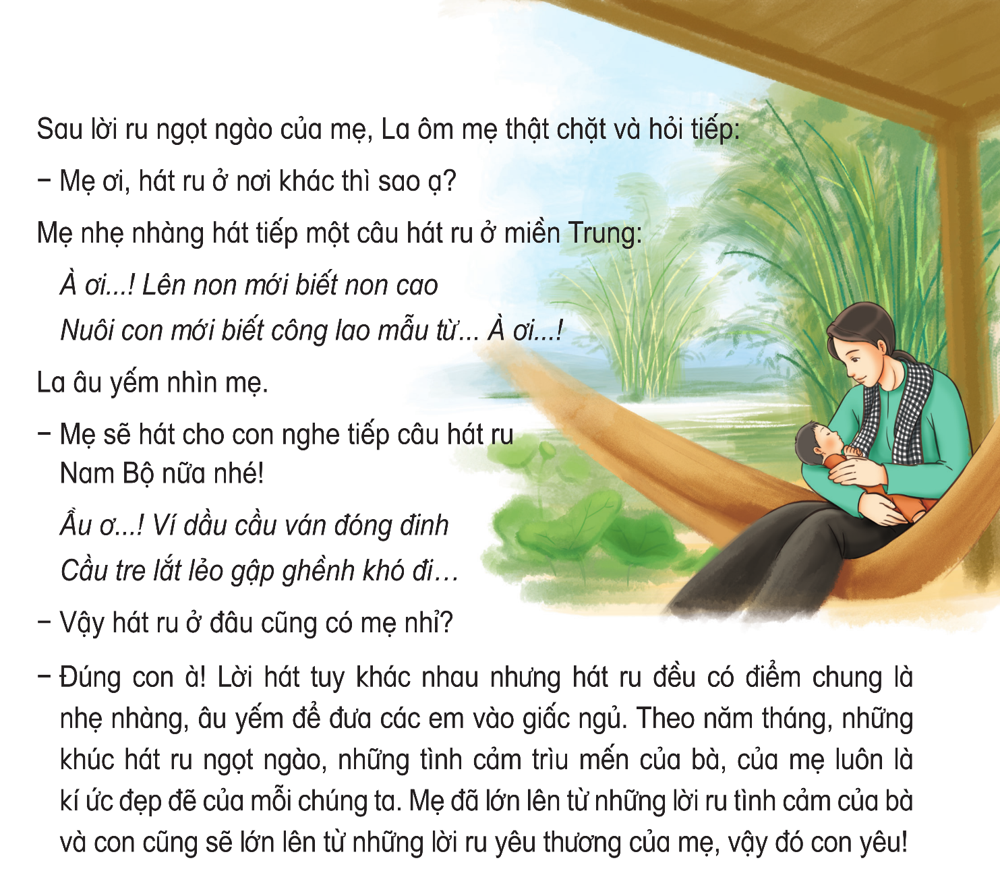 Sau lời ru ngọt ngào của mẹ, La ôm mẹ thật chặt và hỏi tiếp:
– Mẹ ơi, hát ru ở nơi khác thì sao ạ?
Mẹ nhẹ nhàng hát tiếp một câu hát ru ở miền Trung:
À ơi...! Lên non mới biết non cao
Nuôi con mới biết công lao mẫu từ... À ơi...!
La âu yếm nhìn mẹ.
– Mẹ sẽ hát cho con nghe tiếp câu hát ru
Nam Bộ nữa nhé!
Ầu ơ...! Ví dầu cầu ván đóng đinh
Cầu tre lắt lẻo gập ghềnh khó đi...
– Vậy hát ru ở đâu cũng có mẹ nhỉ?
– Đúng con à! Lời hát tuy khác nhau nhưng hát ru đều có điểm chung là
nhẹ nhàng, âu yếm để đưa các em vào giấc ngủ. Theo năm tháng, những
khúc hát ru ngọt ngào, những tình cảm trìu mến của bà, của mẹ luôn là
kí ức đẹp đẽ của mỗi chúng ta. Mẹ đã lớn lên từ những lời ru tình cảm của bà
và con cũng sẽ lớn lên từ những lời ru yêu thương của mẹ, vậy đó con yêu!